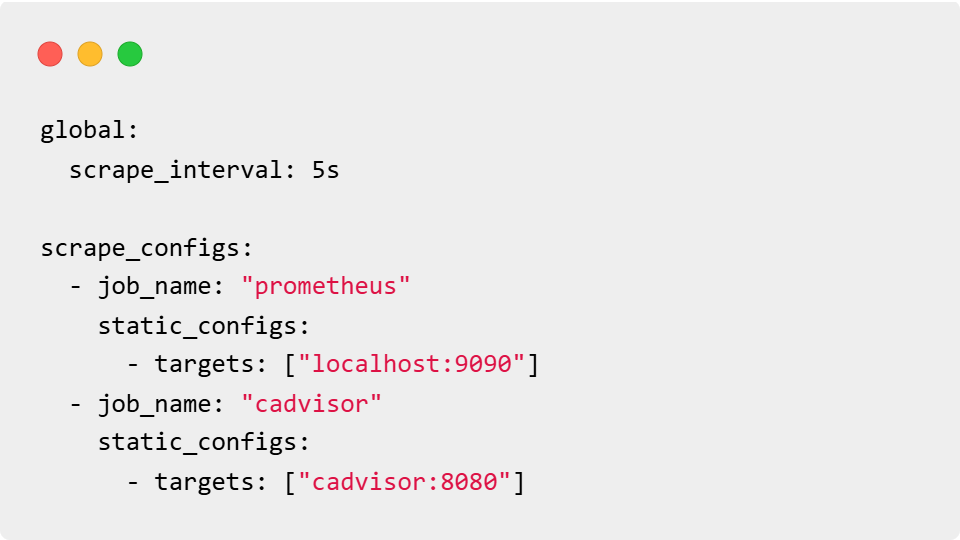 global:
  scrape_interval: 5s

scrape_configs:
  - job_name: "prometheus"
    static_configs:
      - targets: ["localhost:9090"]
  - job_name: "cadvisor"
    static_configs:
      - targets: ["cadvisor:8080"]